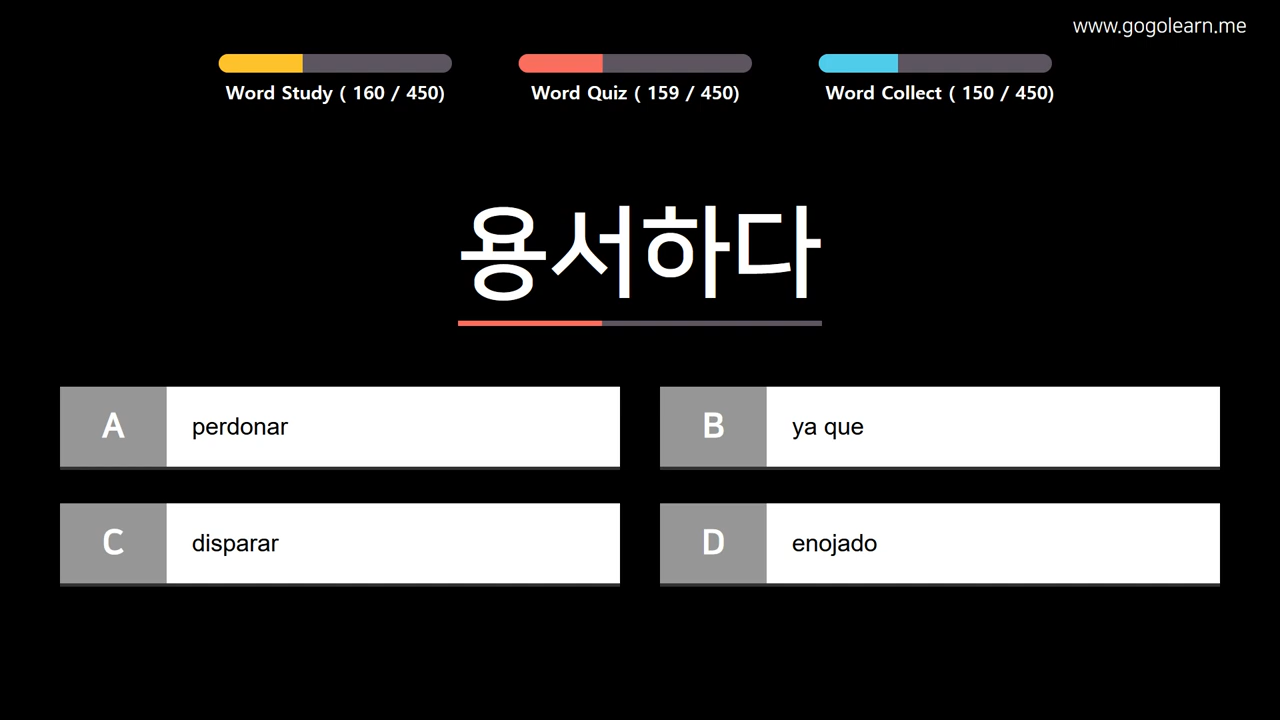 www.gogolearn.me
Word Study ( 160 / 450)
Word Quiz ( 159 / 450)
Word Collect ( 150 / 450)
용서하다
A perdonar
B ya que
C disparar
D enojado